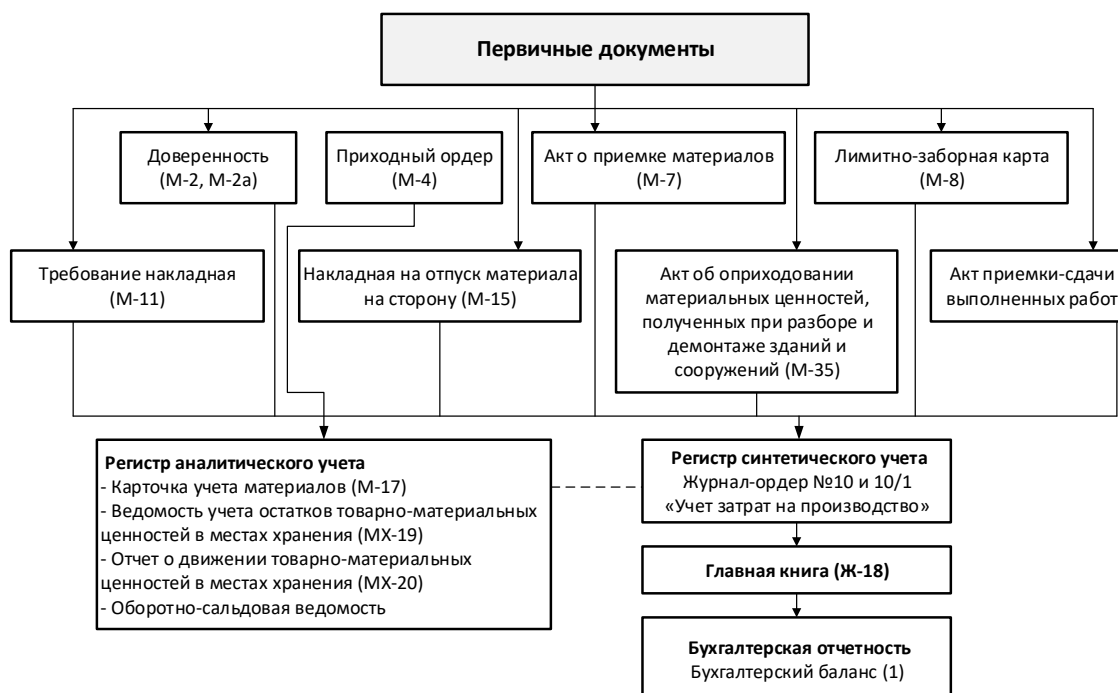 Первичные документы
Доверенность
(М-2, М-2а)
Приходный ордер
(М-4)
Акт о приемке материалов
(М-7)
Лимитно-заборная карта
(М-8)
Требование накладная
(М-11)
Накладная на отпуск материала
на сторону (М-15)
Акт об оприходовании
материальных ценностей,
полученных при разборе и
демонтаже зданий и
сооружений (М-35)
Акт приемки-сдачи
выполненных работ
Регистр аналитического учета
- Карточка учета материалов (М-17)
- Ведомость учета остатков товарно-материальных
ценностей в местах хранения (МХ-19)
- Отчет о движении товарно-материальных
ценностей в местах хранения (МХ-20)
- Оборотно-сальдовая ведомость
Регистр синтетического учета
Журнал-ордер №10 и 10/1
«Учет затрат на производство»
Главная книга (Ж-18)
Бухгалтерская отчетность
Бухгалтерский баланс (1)